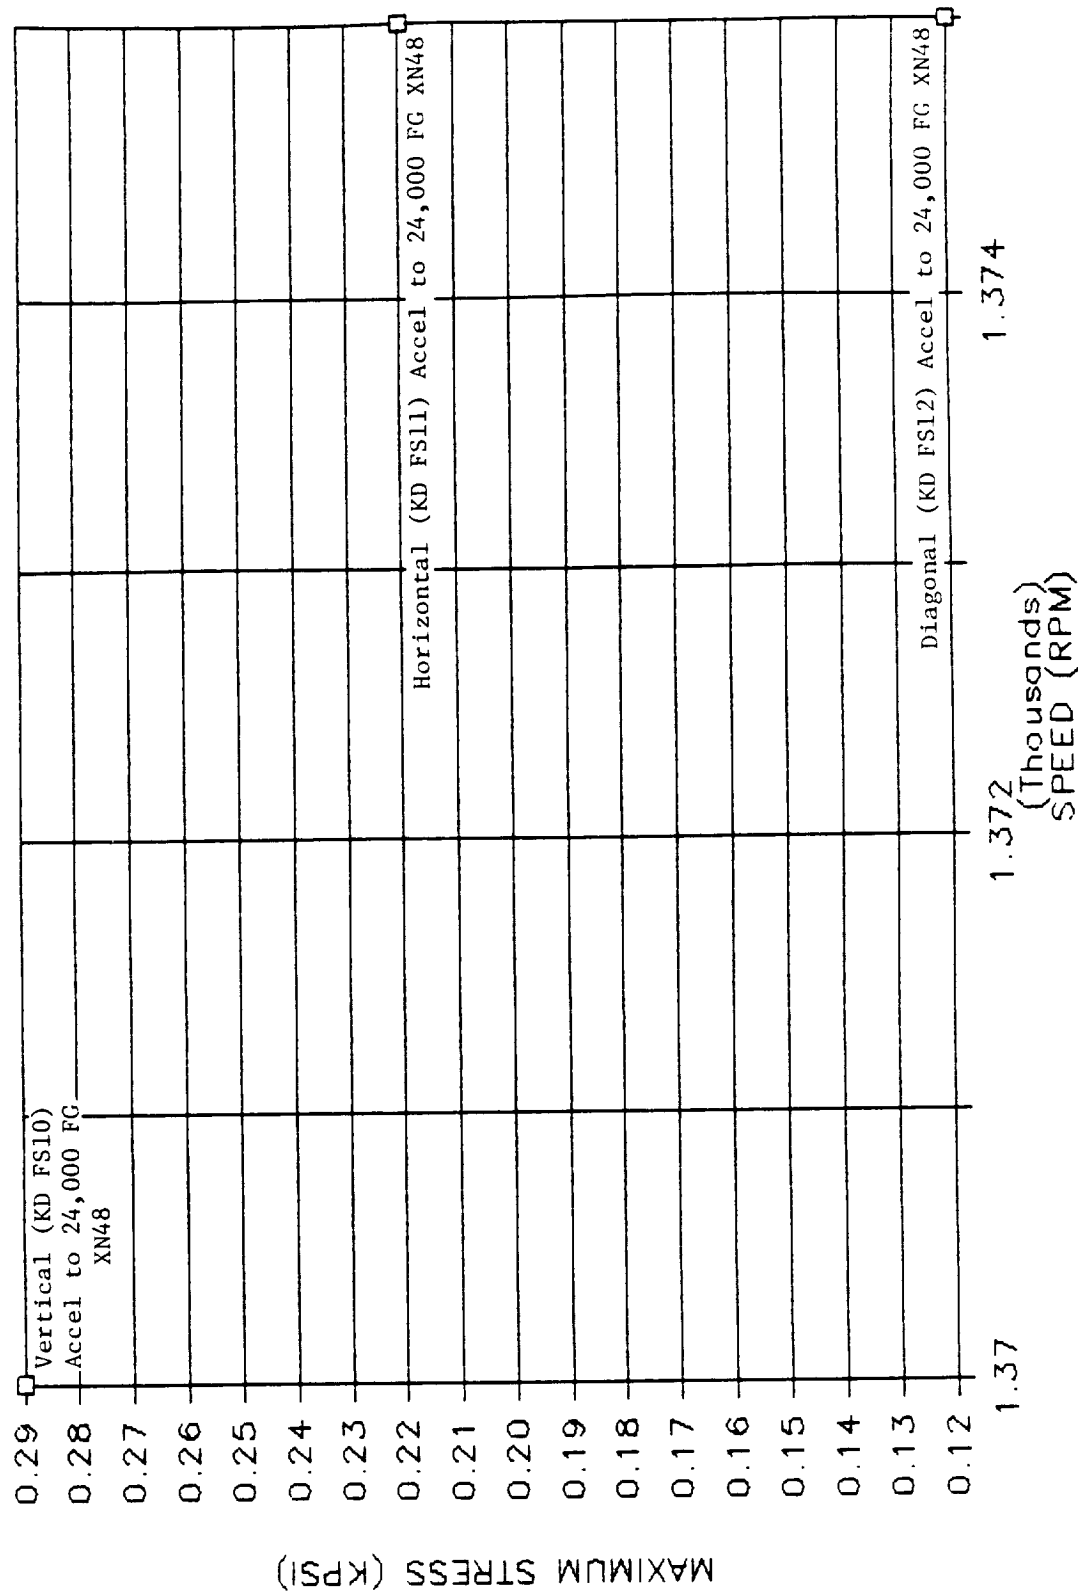 MAXIMUM STRESS (KPSI)
0.29
0.28
0.27
0.26
0.25
0.24
0.23
0.22
0.21
0.20
0.19
0.18
0.17
0.16
0.15
0.14
0.13
0.12
Vertical (KD FS10)
Accel to 24,000 FG
XN48
Horizontal (KD FS11) Accel to 24,000 FG XN48
Diagonal (KD FS12) Accel to 24,000 FG XN48
1.37
1.372
1.374
(Thousands)
SPEED (RPM)